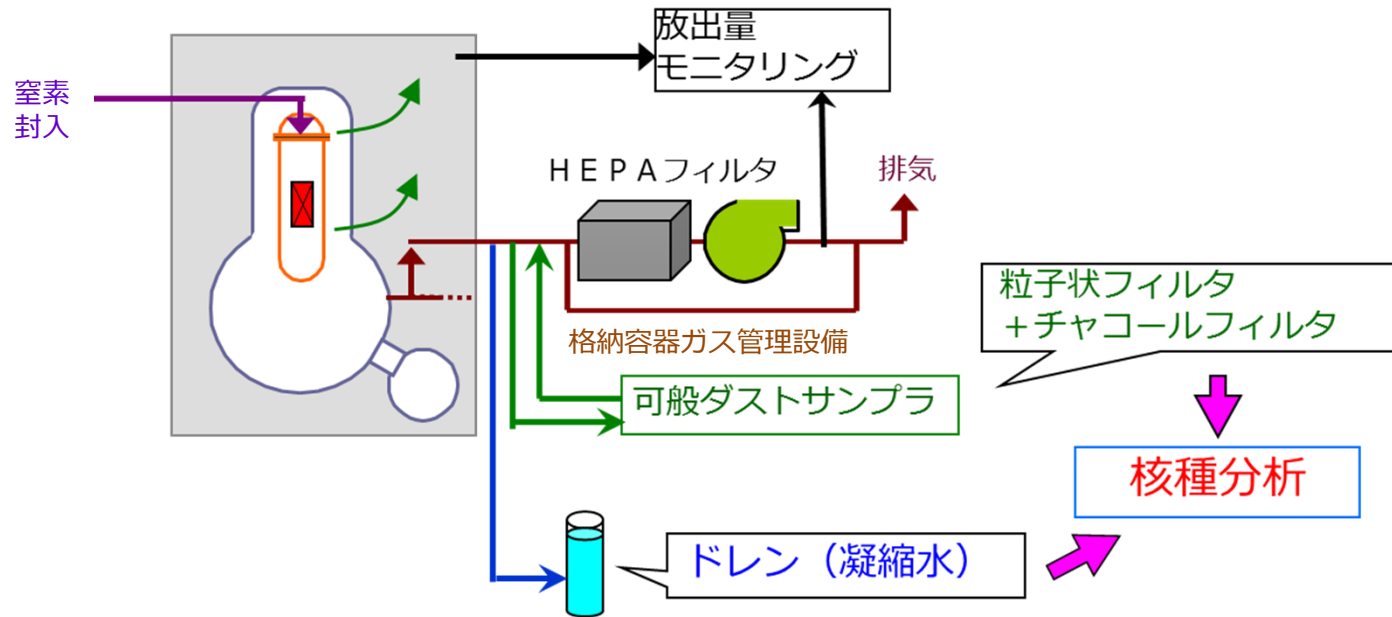 放出量
モニタリング
窒素
封入
ＨＥＰＡフィルタ
排気
粒子状フィルタ
＋チャコールフィルタ
格納容器ガス管理設備
可般ダストサンプラ
核種分析
ドレン（凝縮水）